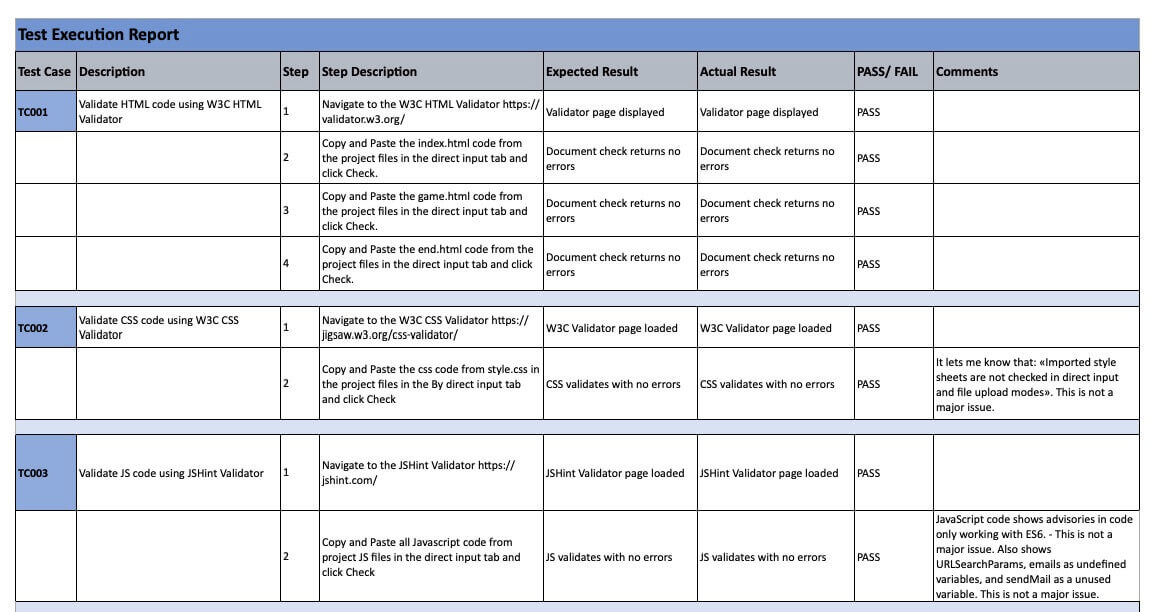 Test Execution Report
Test Case Description Step Step Description Expected Result Actual Result PASS/ FAIL Comments
TC001
Validate HTML code using W3C HTML
Validator
1
Navigate to the W3C HTML Validator https://
validator.w3.org/
Validator page displayed
Validator page displayed
PASS
2
Copy and Paste the index.html code from
the project files in the direct input tab and
click Check.
Document check returns no
errors
Document check returns no
errors
PASS
3
Copy and Paste the game.html code from
the project files in the direct input tab and
click Check.
Document check returns no
errors
Document check returns no
errors
PASS
4
Copy and Paste the end.html code from the
project files in the direct input tab and click
Check.
Document check returns no
errors
Document check returns no
errors
PASS
TC002
Validate CSS code using W3C CSS
Validator
1
Navigate to the W3C CSS Validator https://
jigsaw.w3.org/css-validator/
W3C Validator page loaded
W3C Validator page loaded
PASS
2
Copy and Paste the css code from style.css in
the project files in the By direct input tab
and click Check
CSS validates with no errors
CSS validates with no errors
PASS
It lets me know that: «Imported style
sheets are not checked in direct input
and file upload modes». This is not a
major issue.
TC003
Validate JS code using JSHint Validator
1
Navigate to the JSHint Validator https://
jshint.com/
JSHint Validator page loaded
JSHint Validator page loaded
PASS
2
Copy and Paste all Javascript code from
project JS files in the direct input tab and
click Check
JS validates with no errors
JS validates with no errors
PASS
JavaScript code shows advisories in code
only working with ES6. - This is not a
major issue. Also shows
URLSearchParams, emails as undefined
variables, and sendMail as a unused
variable. This is not a major issue.